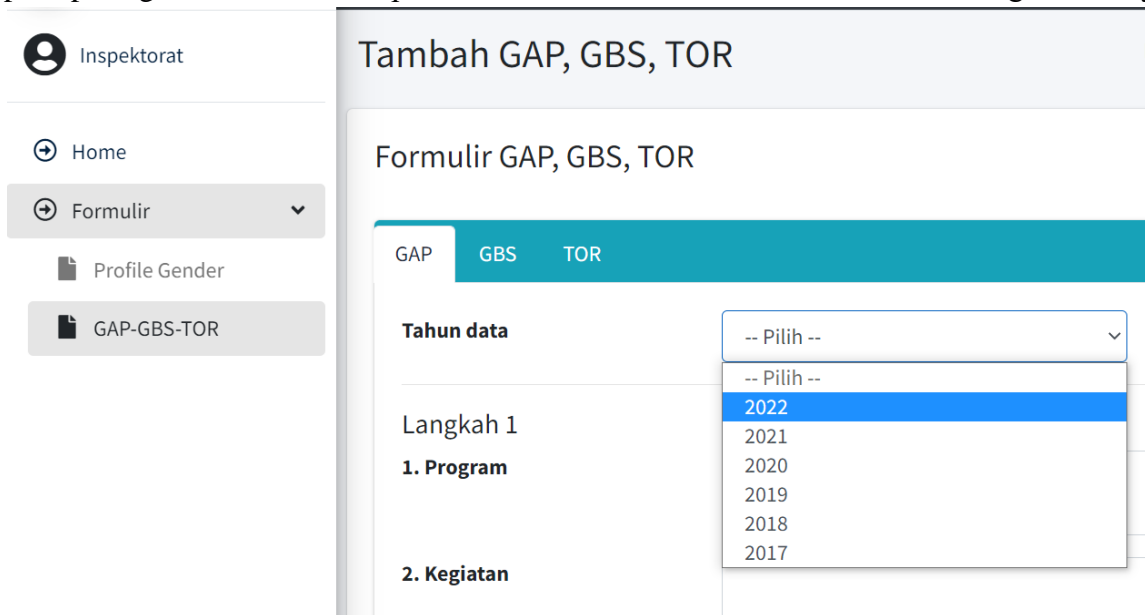 Inspektorat
Home
Formulir
Profile Gender
GAP-GBS-TOR
Tambah GAP, GBS, TOR
Formulir GAP, GBS, TOR
GAP GBS TOR
Tahun data
-- Pilih --
-- Pilih --
2022
2021
2020
2019
2018
2017
Langkah 1
1. Program
2. Kegiatan